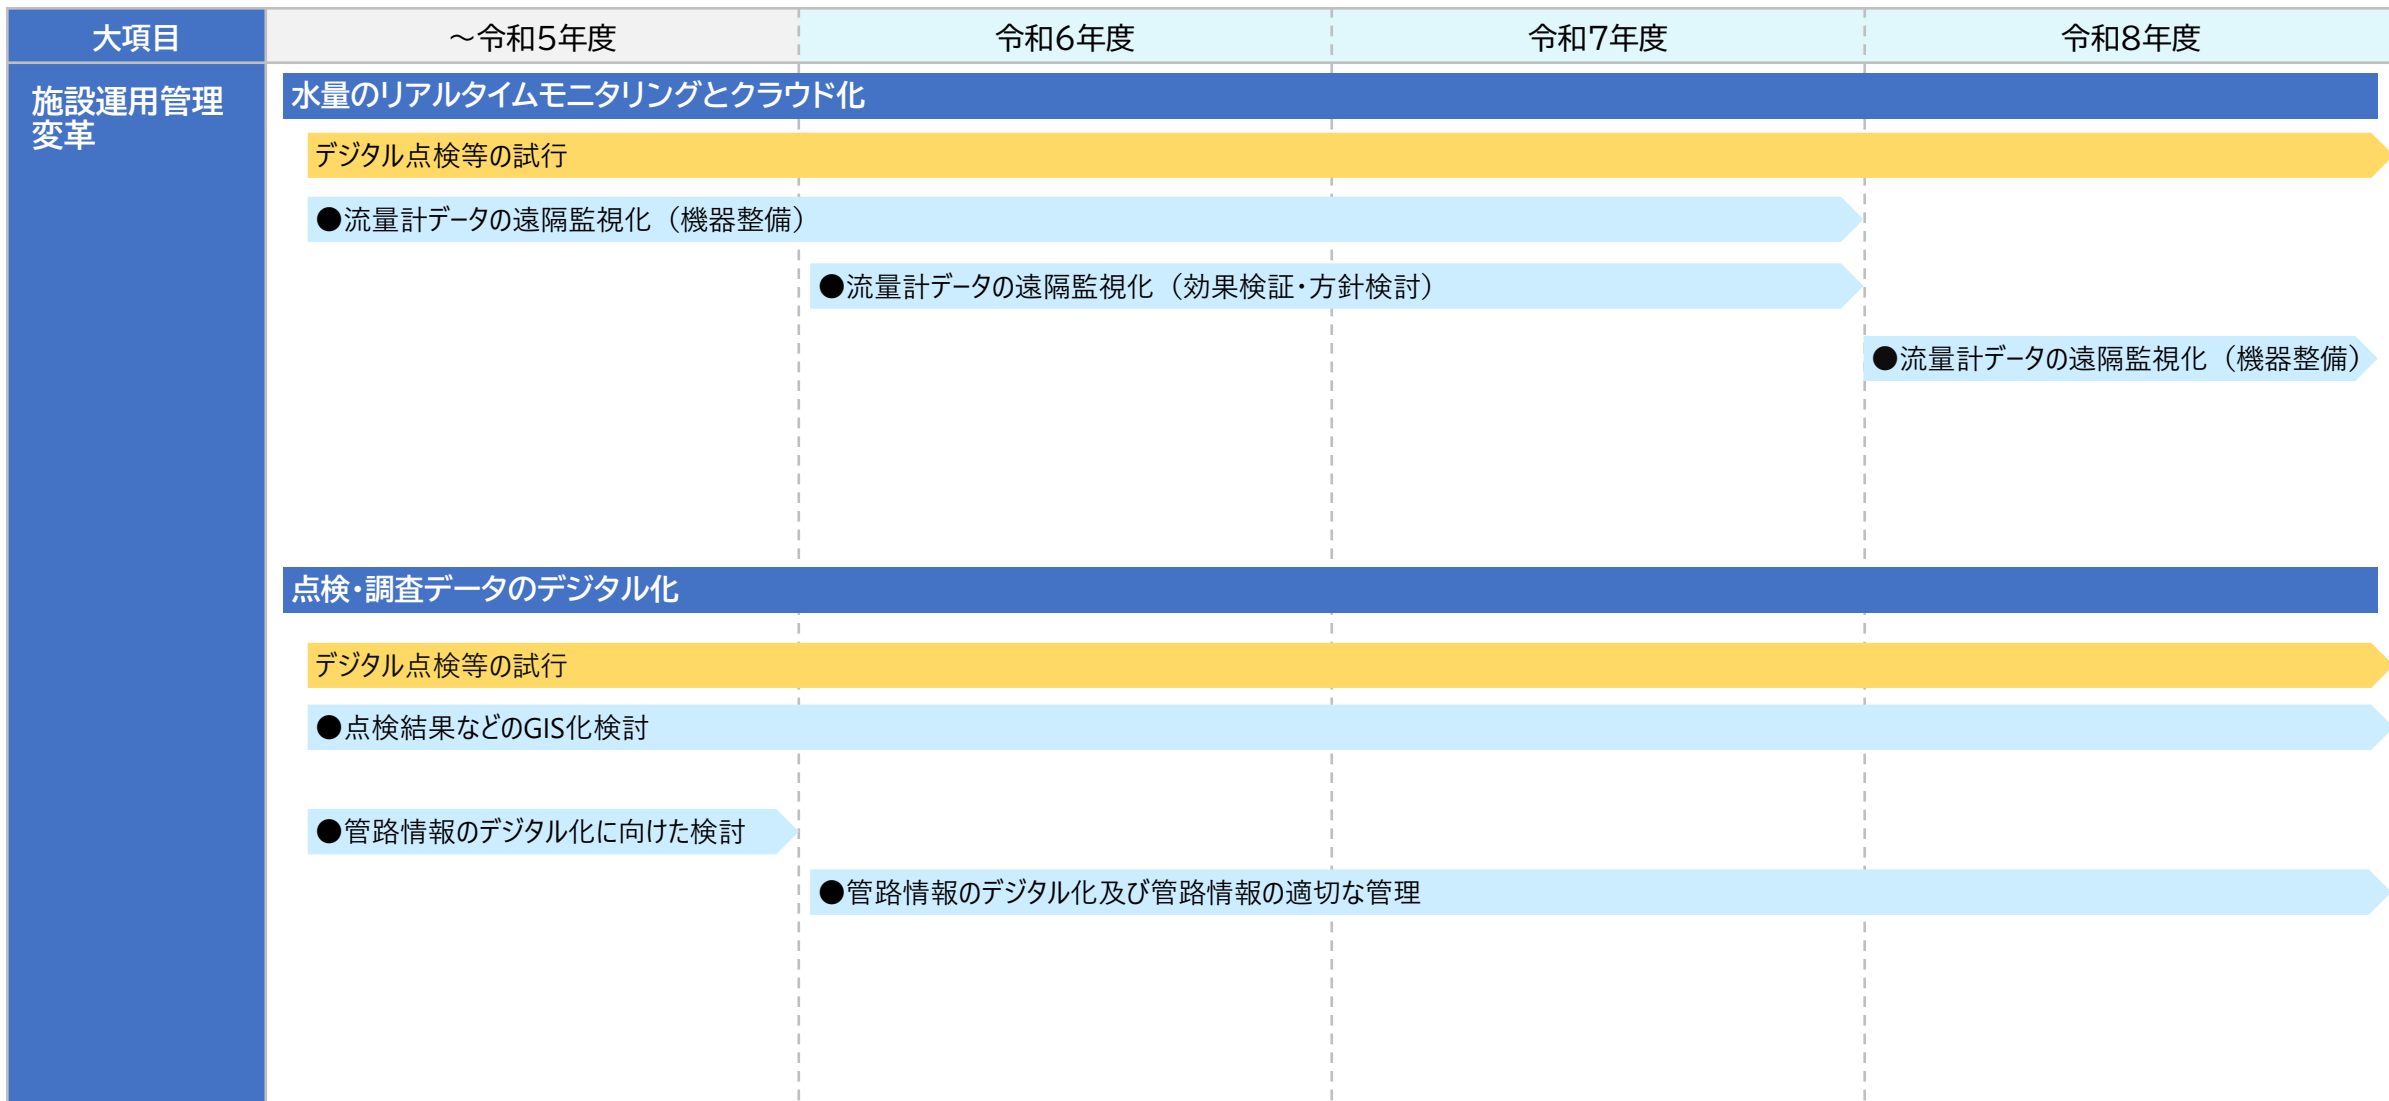 大項目
～令和5年度
令和6年度
令和7年度
令和8年度
施設運用管理
変革
水量のリアルタイムモニタリングとクラウド化
デジタル点検等の試行
●流量計データの遠隔監視化（機器整備）
●流量計データの遠隔監視化（効果検証・方針検討）
●流量計データの遠隔監視化（機器整備）
点検・調査データのデジタル化
デジタル点検等の試行
●点検結果などのGIS化検討
●管路情報のデジタル化に向けた検討
●管路情報のデジタル化及び管路情報の適切な管理